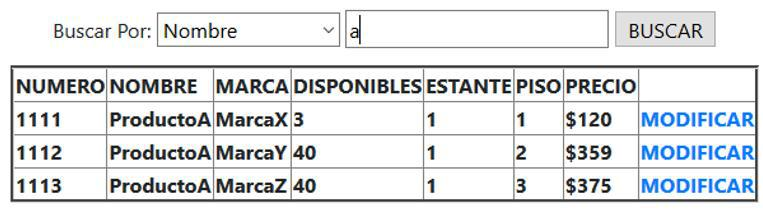 Buscar Por: Nombre a BUSCAR
NUMERO NOMBRE MARCA DISPONIBLES ESTANTE PISO PRECIO
1111 ProductoA MarcaX 3 1 1 $120 MODIFICAR
1112 ProductoA MarcaY 40 1 2 $359 MODIFICAR
1113 ProductoA MarcaZ 40 1 3 $375 MODIFICAR